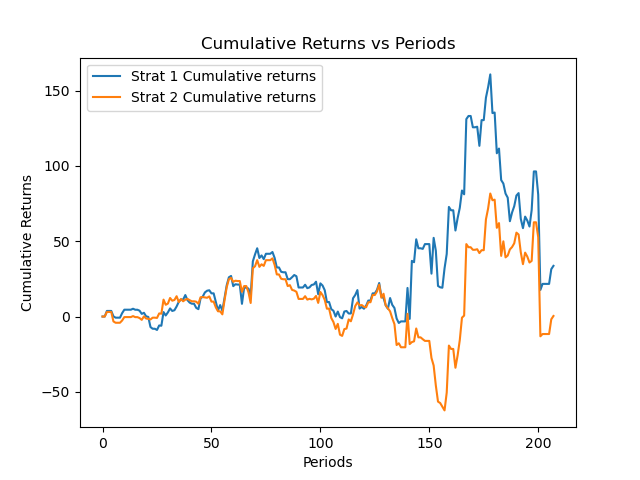 Cumulative Returns vs Periods
Strat 1 Cumulative returns
Strat 2 Cumulative returns
Cumulative Returns
150
100
50
0
−50
0 50 100 150 200
Periods